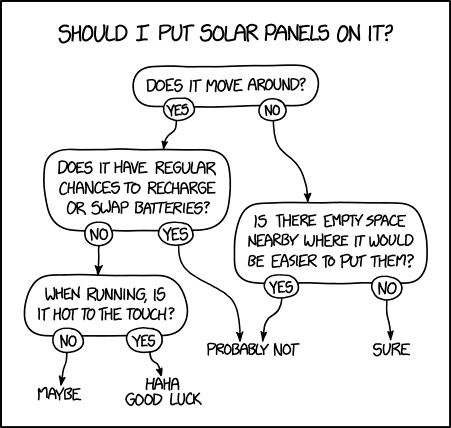 SHOULD I PUT SOLAR PANELS ON IT?
DOES IT MOVE AROUND?
YES
NO
DOES IT HAVE REGULAR
CHANCES TO RECHARGE
OR SWAP BATTERIES?
NO
YES
IS THERE EMPTY SPACE
NEARBY WHERE IT WOULD
BE EASIER TO PUT THEM?
YES
NO
WHEN RUNNING, IS
IT HOT TO THE TOUCH?
NO
YES
PROBABLY NOT
SURE
MAYBE
HAHA
GOOD LUCK